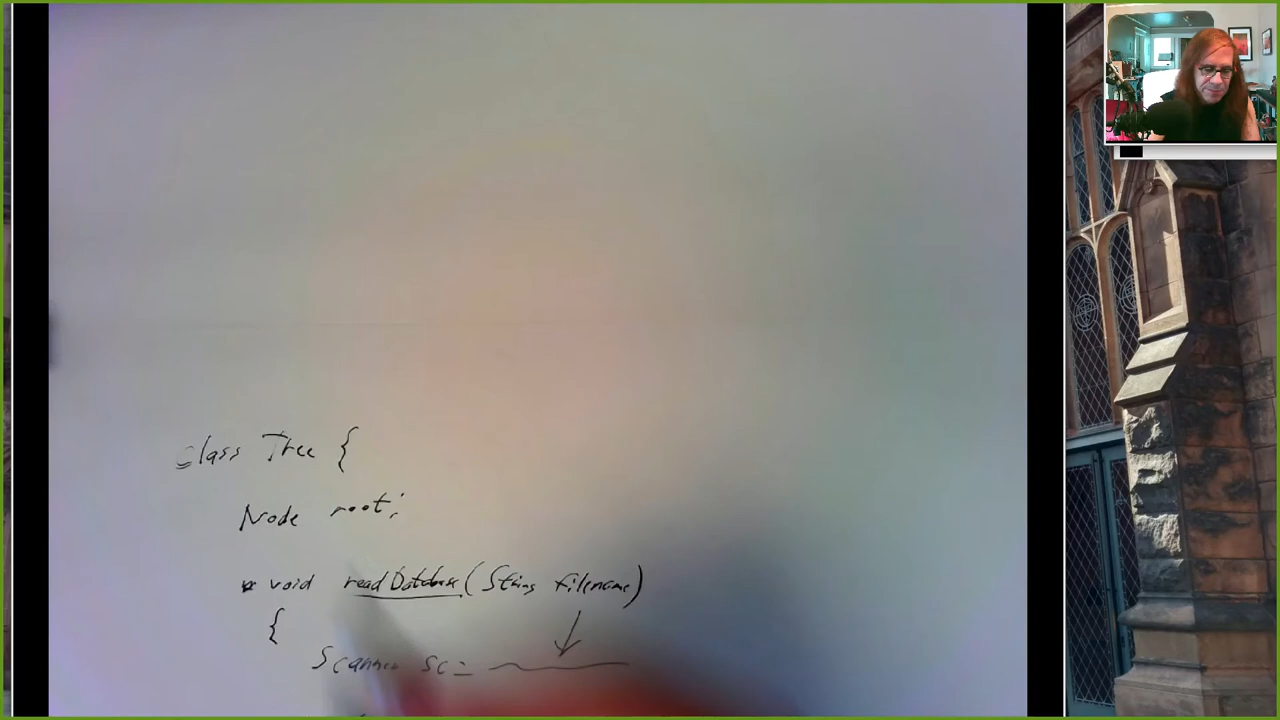 class Tree {
Node root;
void readDatabase(String filename)
{
Scanner sc =